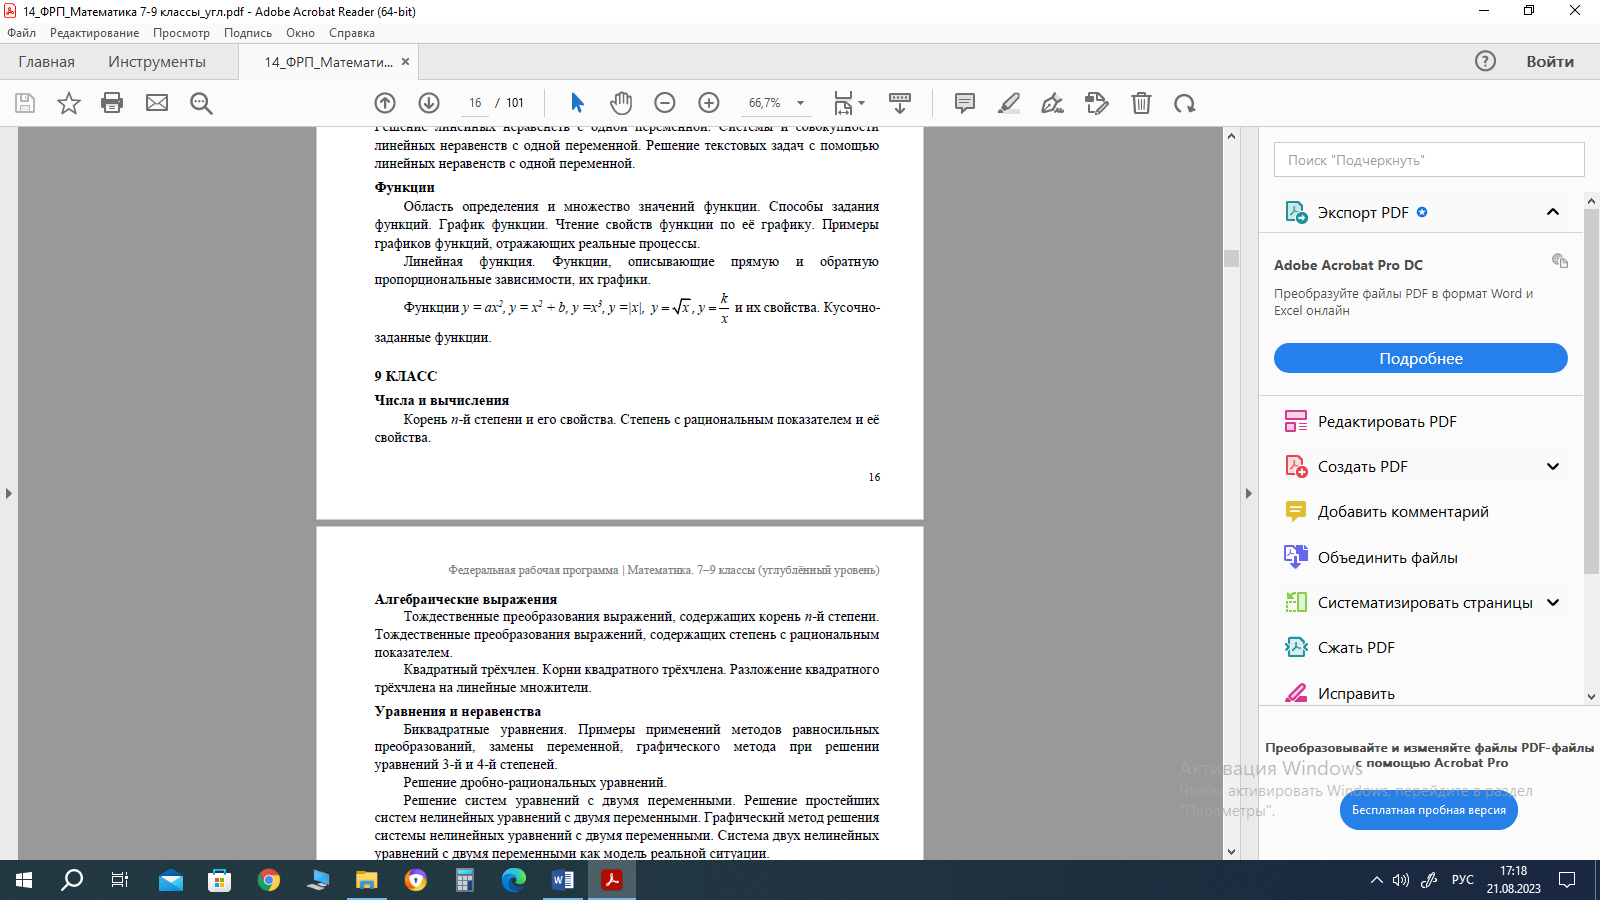 14_ФРП_Математика 7-9 классы_угл.pdf - Adobe Acrobat Reader (64-bit)
Файл Редактирование Просмотр Подпись Окно Справка
Главная Инструменты 14_ФРП_Математи... × Войти
16 / 101 66,7%
Решение линейных неравенств с одной переменной. Системы и совокупности
линейных неравенств с одной переменной. Решение текстовых задач с помощью
линейных неравенств с одной переменной.
Функции
Область определения и множество значений функции. Способы задания
функций. График функции. Чтение свойств функции по её графику. Примеры
графиков функций, отражающих реальные процессы.
Линейная функция. Функции, описывающие прямую и обратную
пропорциональные зависимости, их графики.
Функции y = ax², y = x² + b, y =x³, y =|x|, y = √x , y = k/x и их свойства. Кусочно-
заданные функции.
9 КЛАСС
Числа и вычисления
Корень n-й степени и его свойства. Степень с рациональным показателем и её
свойства.
16
Федеральная рабочая программа | Математика. 7–9 классы (углублённый уровень)
Алгебраические выражения
Тождественные преобразования выражений, содержащих корень n-й степени.
Тождественные преобразования выражений, содержащих степень с рациональным
показателем.
Квадратный трёхчлен. Корни квадратного трёхчлена. Разложение квадратного
трёхчлена на линейные множители.
Уравнения и неравенства
Биквадратные уравнения. Примеры применений методов равносильных
преобразований, замены переменной, графического метода при решении
уравнений 3-й и 4-й степеней.
Решение дробно-рациональных уравнений.
Решение систем уравнений с двумя переменными. Решение простейших
систем нелинейных уравнений с двумя переменными. Графический метод решения
системы нелинейных уравнений с двумя переменными. Система двух нелинейных
уравнений с двумя переменными как модель реальной ситуации.
Поиск "Подчеркнуть"
Экспорт PDF
Adobe Acrobat Pro DC
Преобразуйте файлы PDF в формат Word и
Excel онлайн
Подробнее
Редактировать PDF
Создать PDF
Добавить комментарий
Объединить файлы
Систематизировать страницы
Сжать PDF
Исправить
Преобразовывайте и изменяйте файлы PDF-файлы
с помощью Acrobat Pro
Активация Windows
Чтобы активировать Windows, перейдите в раздел
"Параметры".
Бесплатная пробная версия
РУС
17:18
21.08.2023